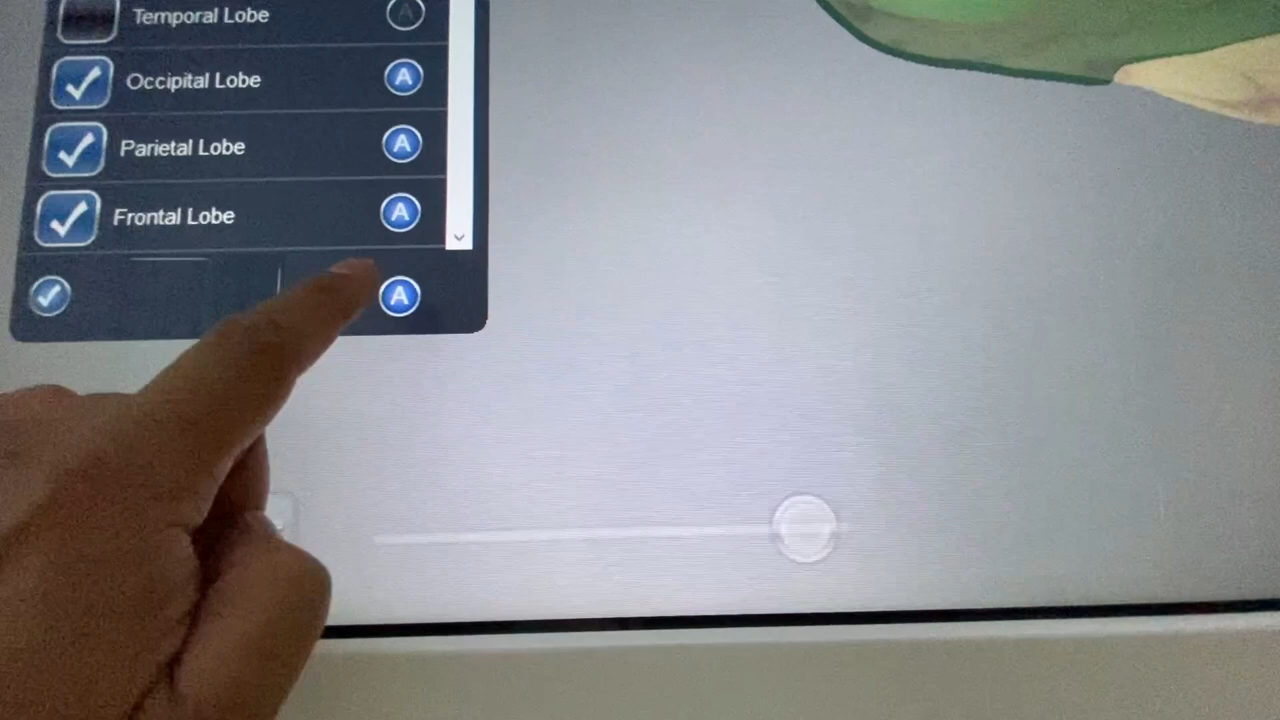 Temporal Lobe A
Occipital Lobe A
Parietal Lobe A
Frontal Lobe A
A